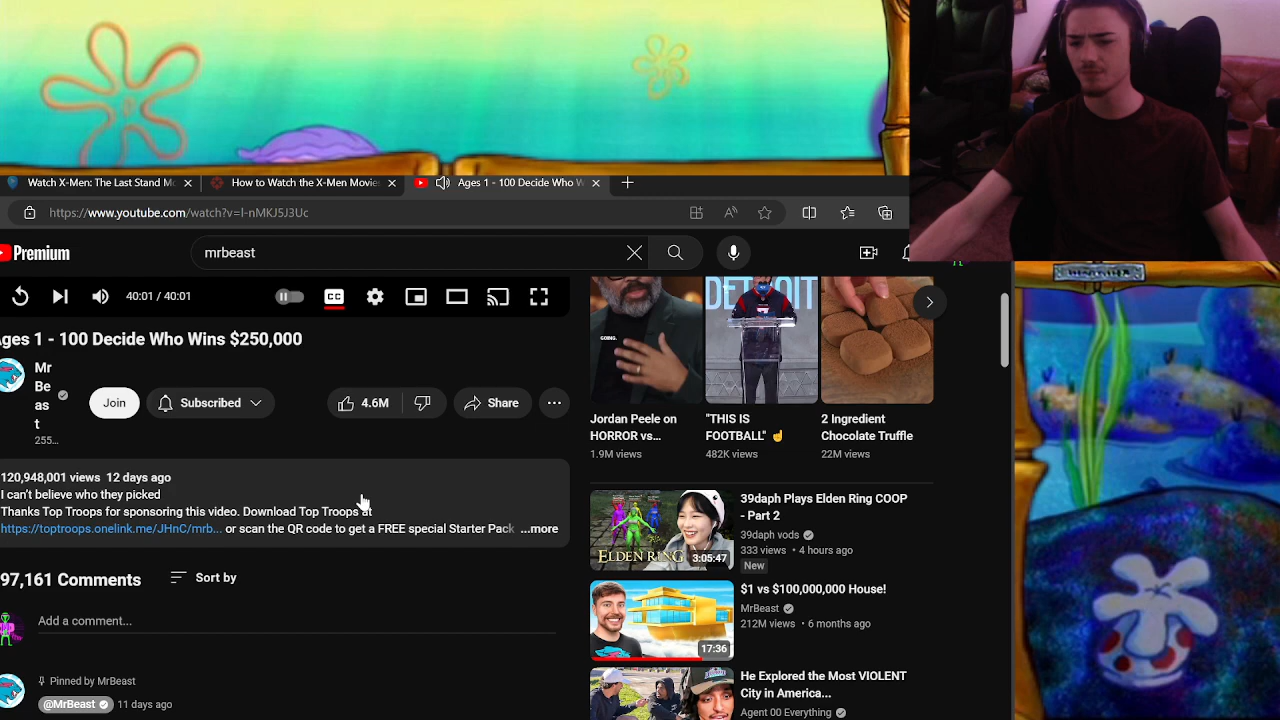 Watch X-Men: The Last Stand Mo
How to Watch the X-Men Movies
Ages 1 - 100 Decide Who W
https://www.youtube.com/watch?v=l-nMKJ5J3Uc
Premium
mrbeast
DETROIT
GOING.
40:01 / 40:01
CC
Ages 1 - 100 Decide Who Wins $250,000
Mr
Be
as
t
255...
Join
Subscribed
4.6M
Share
Jordan Peele on
HORROR vs...
1.9M views
"THIS IS
FOOTBALL" ☝
482K views
2 Ingredient
Chocolate Truffle
22M views
120,948,001 views 12 days ago
I can't believe who they picked
Thanks Top Troops for sponsoring this video. Download Top Troops at
https://toptroops.onelink.me/JHnC/mrb... or scan the QR code to get a FREE special Starter Pack ...more
97,161 Comments
Sort by
Add a comment...
Pinned by MrBeast
@MrBeast
11 days ago
ELDEN RING
3:05:47
39daph Plays Elden Ring COOP
- Part 2
39daph vods
333 views • 4 hours ago
New
17:36
$1 vs $100,000,000 House!
MrBeast
212M views • 6 months ago
He Explored the Most VIOLENT
City in America...
Agent 00 Everything